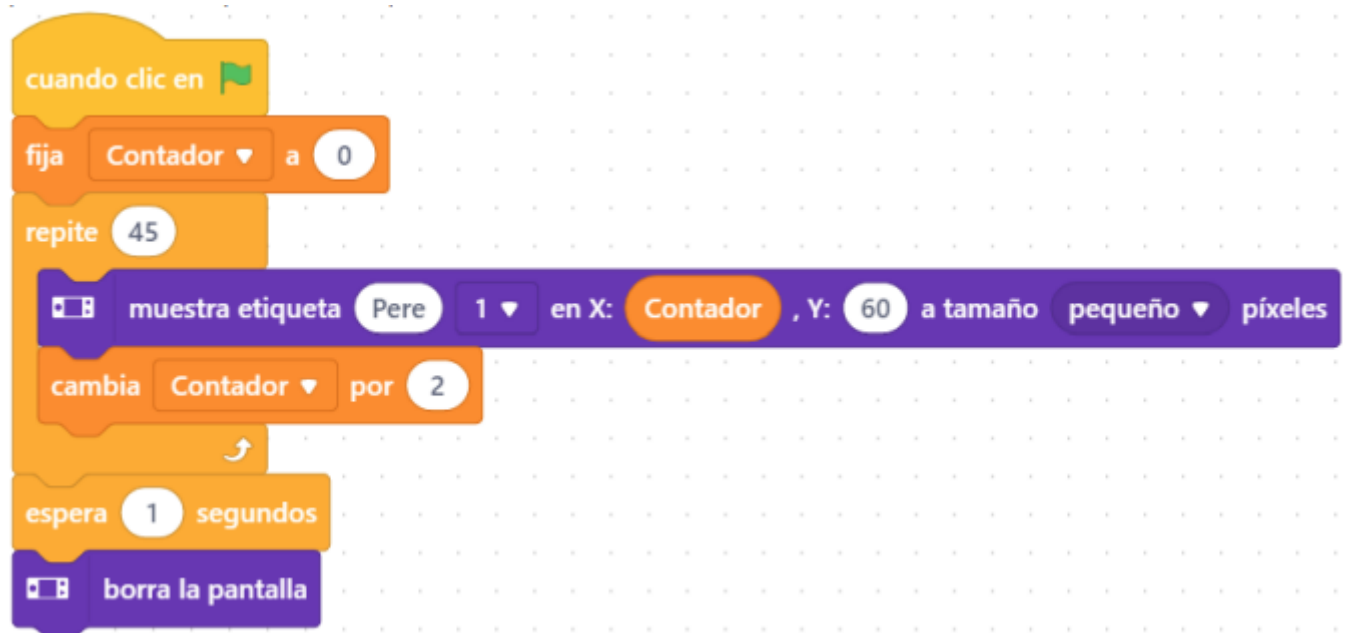 cuando clic en
fija Contador a 0
repite 45
muestra etiqueta Pere 1 en X: Contador , Y: 60 a tamaño pequeño píxeles
cambia Contador por 2
espera 1 segundos
borra la pantalla